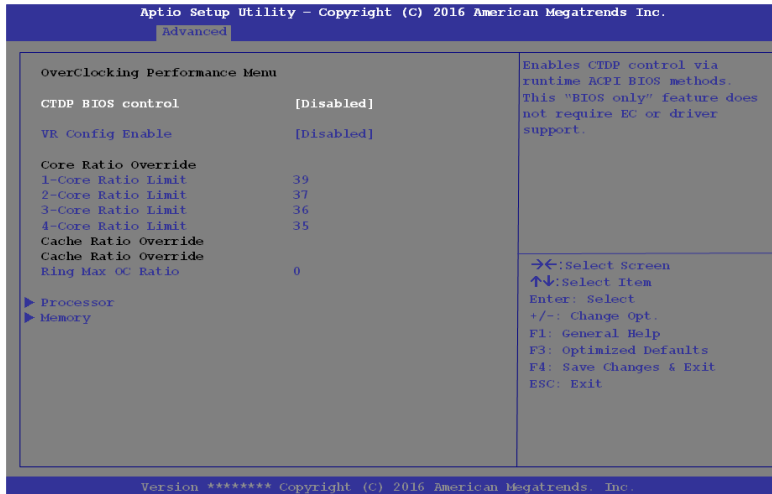 Aptio Setup Utility – Copyright (C) 2016 American Megatrends Inc.
Advanced
OverClocking Performance Menu
CTDP BIOS control [Disabled]
VR Config Enable [Disabled]
Core Ratio Override
1-Core Ratio Limit 39
2-Core Ratio Limit 37
3-Core Ratio Limit 36
4-Core Ratio Limit 35
Cache Ratio Override
Cache Ratio Override
Ring Max OC Ratio 0
Processor
Memory
Enables CTDP control via
runtime ACPI BIOS methods.
This “BIOS only” feature does
not require EC or driver
support.
→←:Select Screen
↑↓:Select Item
Enter: Select
+/-: Change Opt.
F1: General Help
F3: Optimized Defaults
F4: Save Changes & Exit
ESC: Exit
Version ******** Copyright (C) 2016 American Megatrends. Inc.